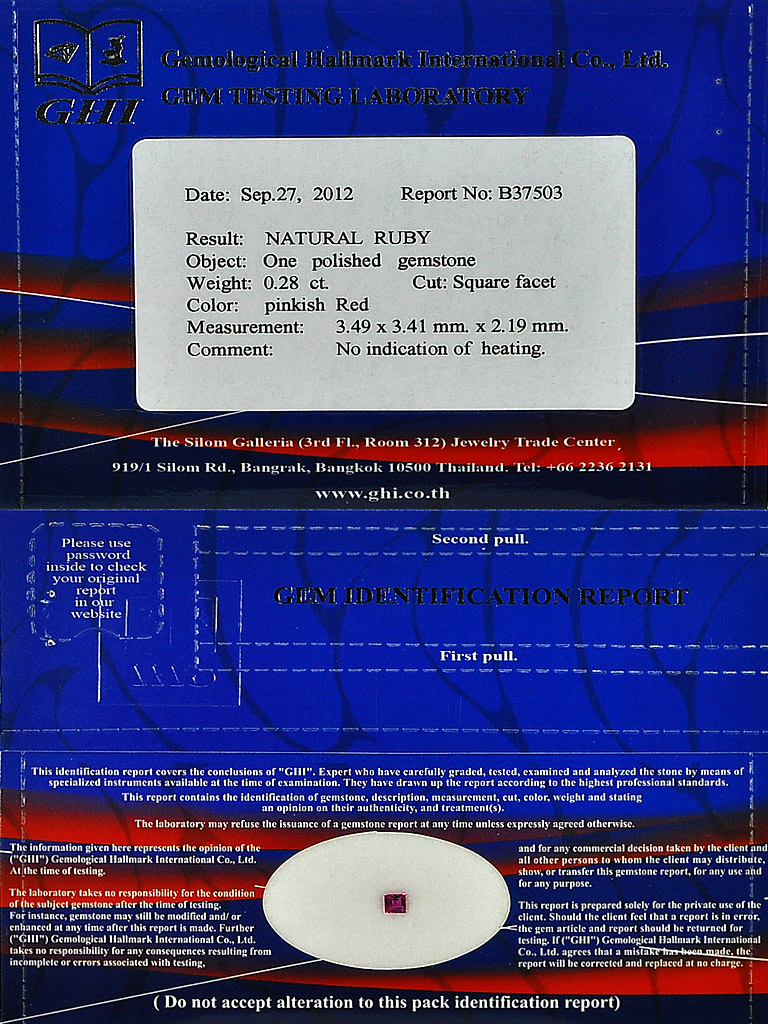 Gemological Hallmark International Co., Ltd.
GHI
GEM TESTING LABORATORY
Date: Sep.27, 2012 Report No: B37503
Result: NATURAL RUBY
Object: One polished gemstone
Weight: 0.28 ct. Cut: Square facet
Color: pinkish Red
Measurement: 3.49 x 3.41 mm. x 2.19 mm.
Comment: No indication of heating.
The Silom Galleria (3rd Fl., Room 312) Jewelry Trade Center,
919/1 Silom Rd., Bangrak, Bangkok 10500 Thailand. Tel: +66 2236 2131
www.ghi.co.th
Please use
password
inside to check
your original
report
in our
website
Second pull.
GEM IDENTIFICATION REPORT
First pull.
This identification report covers the conclusions of "GHI". Expert who have carefully graded, tested, examined and analyzed the stone by means of
specialized instruments available at the time of examination. They have drawn up the report according to the highest professional standards.
This report contains the identification of gemstone, description, measurement, cut, color, weight and stating
an opinion on their authenticity, and treatment(s).
The laboratory may refuse the issuance of a gemstone report at any time unless expressly agreed otherwise.
The information given here represents the opinion of the
("GHI") Gemological Hallmark International Co., Ltd.
At the time of testing.
The laboratory takes no responsibility for the condition
of the subject gemstone after the time of testing.
For instance, gemstone may still be modified and/or
enhanced at any time after this report is made. Further
("GHI") Gemological Hallmark International Co., Ltd.
takes no responsibility for any consequences resulting from
incomplete or errors associated with testing,
and for any commercial decision taken by the client and
all other persons to whom the client may distribute,
show, or transfer this gemstone report, for any use and
for any purpose.
This report is prepared solely for the private use of the
client. Should the client feel that a report is in error,
the gem article and report should be returned for
testing. If ("GHI") Gemological Hallmark International
Co., Ltd. agrees that a mistake has been made, the
report will be corrected and replaced at no charge.
( Do not accept alteration to this pack identification report)